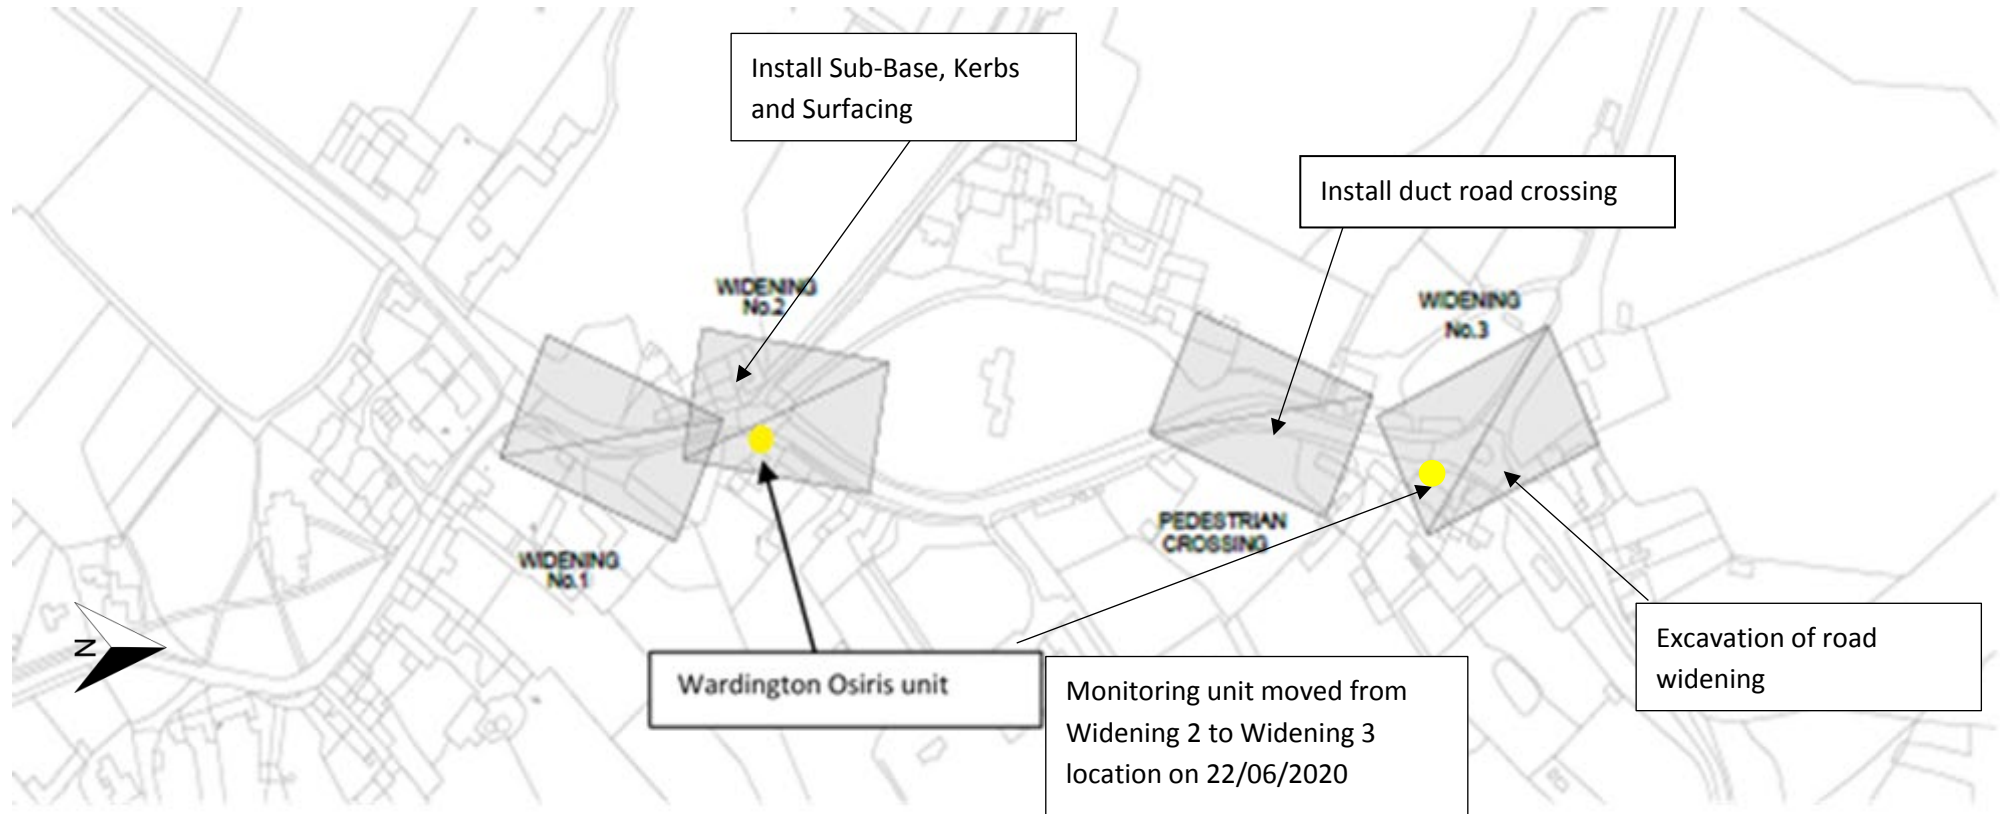 Install Sub-Base, Kerbs
and Surfacing
Install duct road crossing
WIDENING
No.2
WIDENING
No.3
PEDESTRIAN
CROSSING
WIDENING
No.1
N
Wardington Osiris unit
Monitoring unit moved from
Widening 2 to Widening 3
location on 22/06/2020
Excavation of road
widening